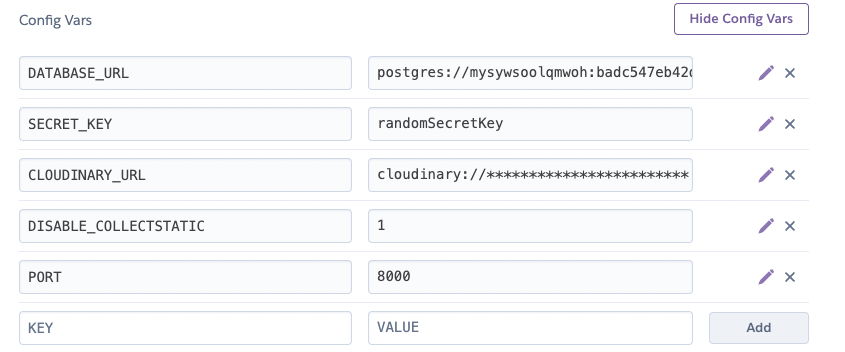 Config Vars
Hide Config Vars
DATABASE_URL postgres://mysywsoolqmwoh:badc547eb42
SECRET_KEY randomSecretKey
CLOUDINARY_URL cloudinary://************************
DISABLE_COLLECTSTATIC 1
PORT 8000
KEY VALUE Add